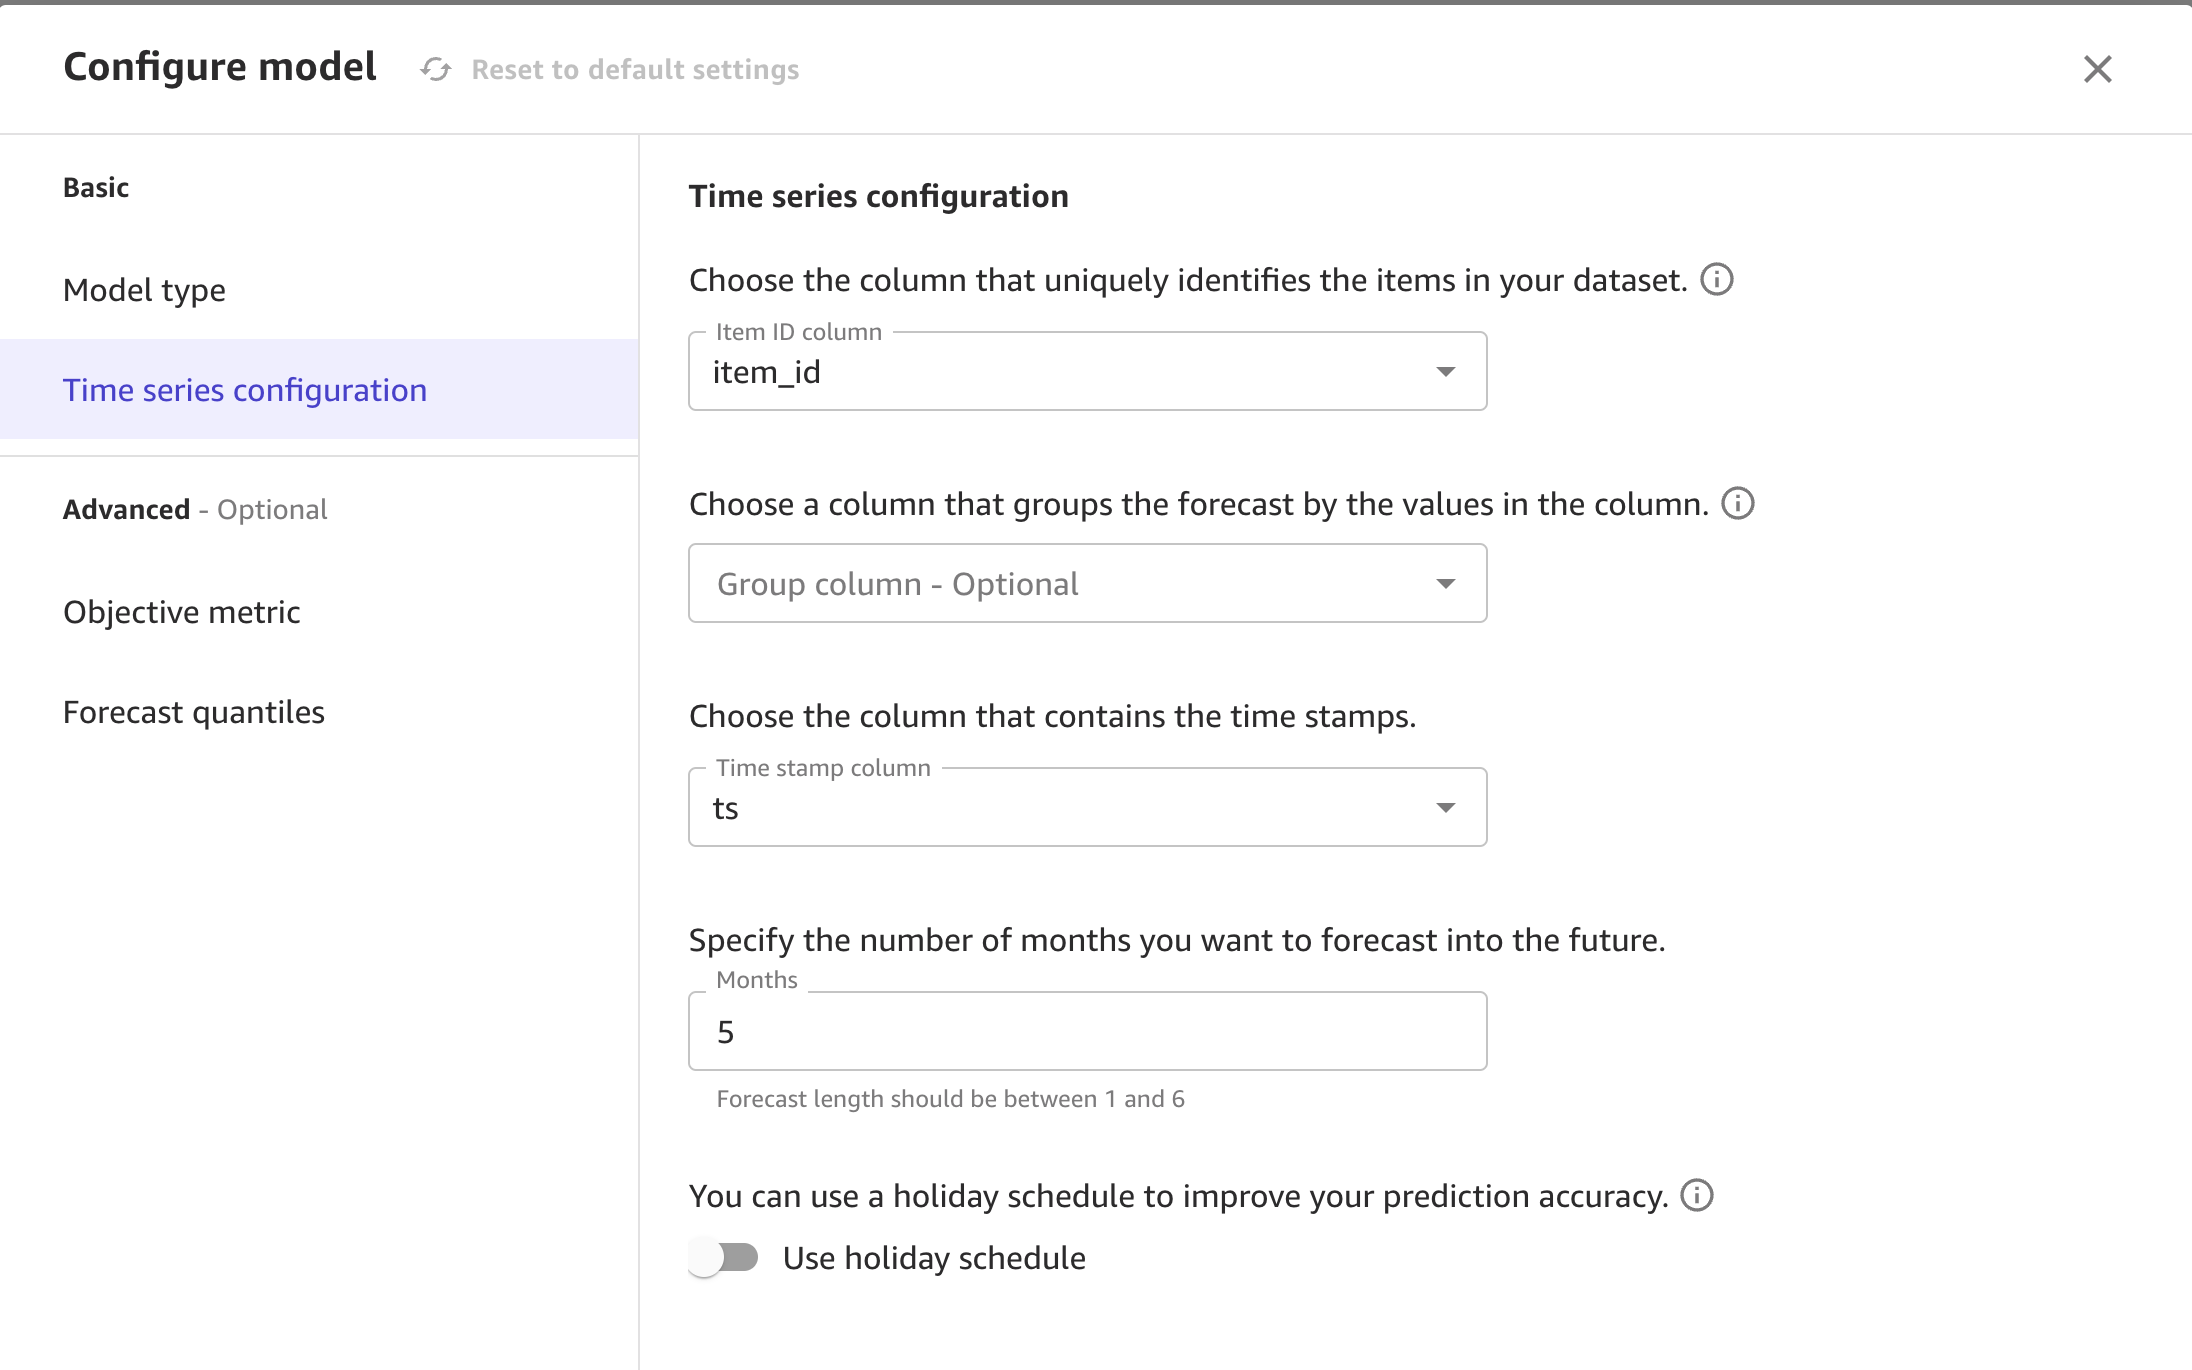 Configure model
Reset to default settings
Basic
Model type
Time series configuration
Advanced - Optional
Objective metric
Forecast quantiles
Time series configuration
Choose the column that uniquely identifies the items in your dataset.
Item ID column
item_id
Choose a column that groups the forecast by the values in the column.
Group column - Optional
Choose the column that contains the time stamps.
Time stamp column
ts
Specify the number of months you want to forecast into the future.
Months
5
Forecast length should be between 1 and 6
You can use a holiday schedule to improve your prediction accuracy.
Use holiday schedule